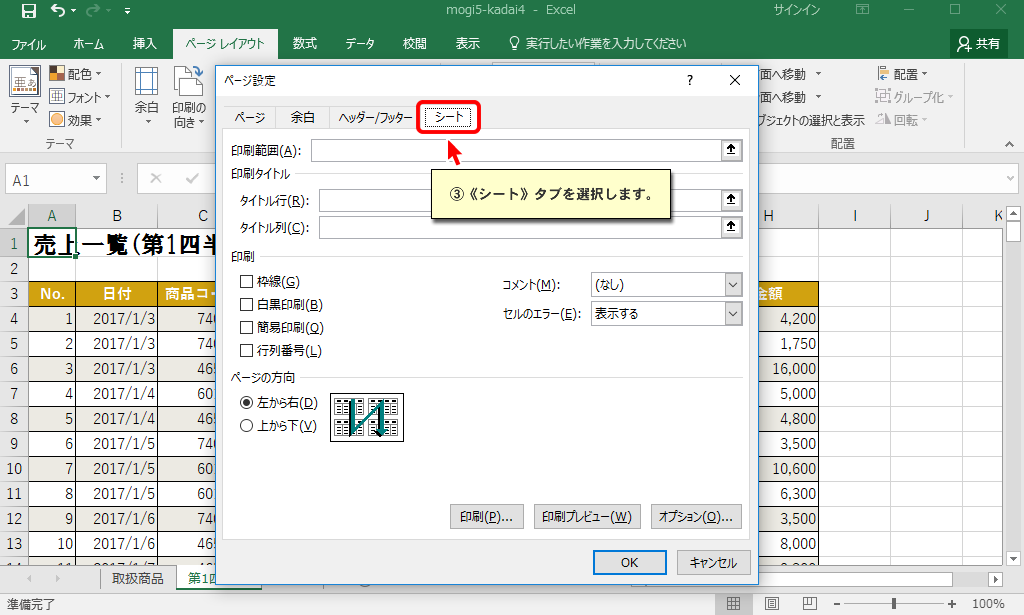 mogi5-kadai4 - Excel
サインイン
ファイル ホーム 挿入 ページ レイアウト 数式 データ 校閲 表示 実行したい作業を入力してください 共有
テーマ
配色
フォント
効果
テーマ
余白
印刷の
向き
面へ移動
面へ移動
ブジェクトの選択と表示
配置
グループ化
回転
配置
A1
ページ設定
? ×
ページ 余白 ヘッダー/フッター シート
印刷範囲(A):
印刷タイトル
タイトル行(R):
タイトル列(C):
③《シート》タブを選択します。
印刷
枠線(G)
白黒印刷(B)
簡易印刷(Q)
行列番号(L)
コメント(M): (なし)
セルのエラー(E): 表示する
ページの方向
左から右(D)
上から下(V)
印刷(P)... 印刷プレビュー(W) オプション(O)...
OK キャンセル
A B C H I J K
1 売上一覧(第1四半
2
3 No. 日付 商品コ 金額
4 1 2017/1/3 740 4,200
5 2 2017/1/3 740 1,750
6 3 2017/1/3 465 16,000
7 4 2017/1/4 601 5,000
8 5 2017/1/4 465 4,800
9 6 2017/1/5 740 3,500
10 7 2017/1/5 601 10,600
11 8 2017/1/5 601 6,300
12 9 2017/1/6 740 3,500
13 10 2017/1/6 465 8,000
取扱商品 第1四
準備完了
100%